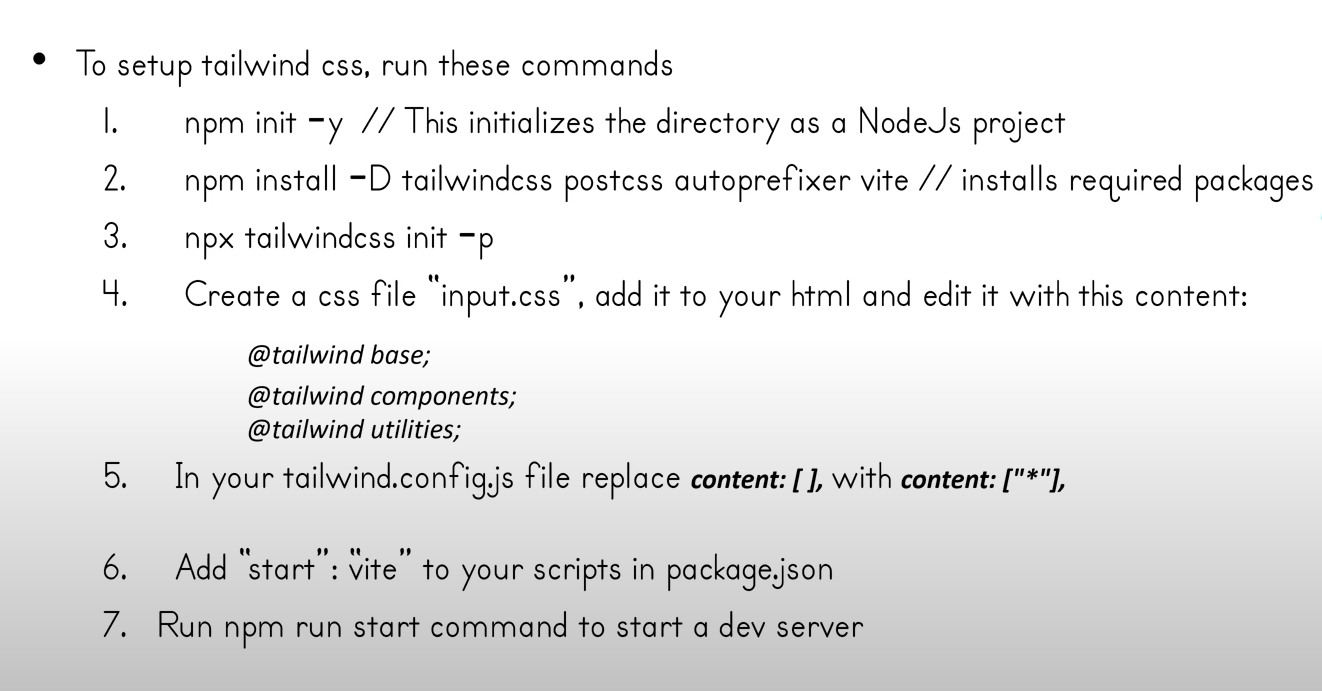 • To setup tailwind css, run these commands
1. npm init –y // This initializes the directory as a NodeJs project
2. npm install –D tailwindcss postcss autoprefixer vite // installs required packages
3. npx tailwindcss init –p
4. Create a css file “input.css”, add it to your html and edit it with this content:
@tailwind base;
@tailwind components;
@tailwind utilities;
5. In your tailwind.config.js file replace content: [ ], with content: ["*"],
6. Add “start”: “vite” to your scripts in package.json
7. Run npm run start command to start a dev server